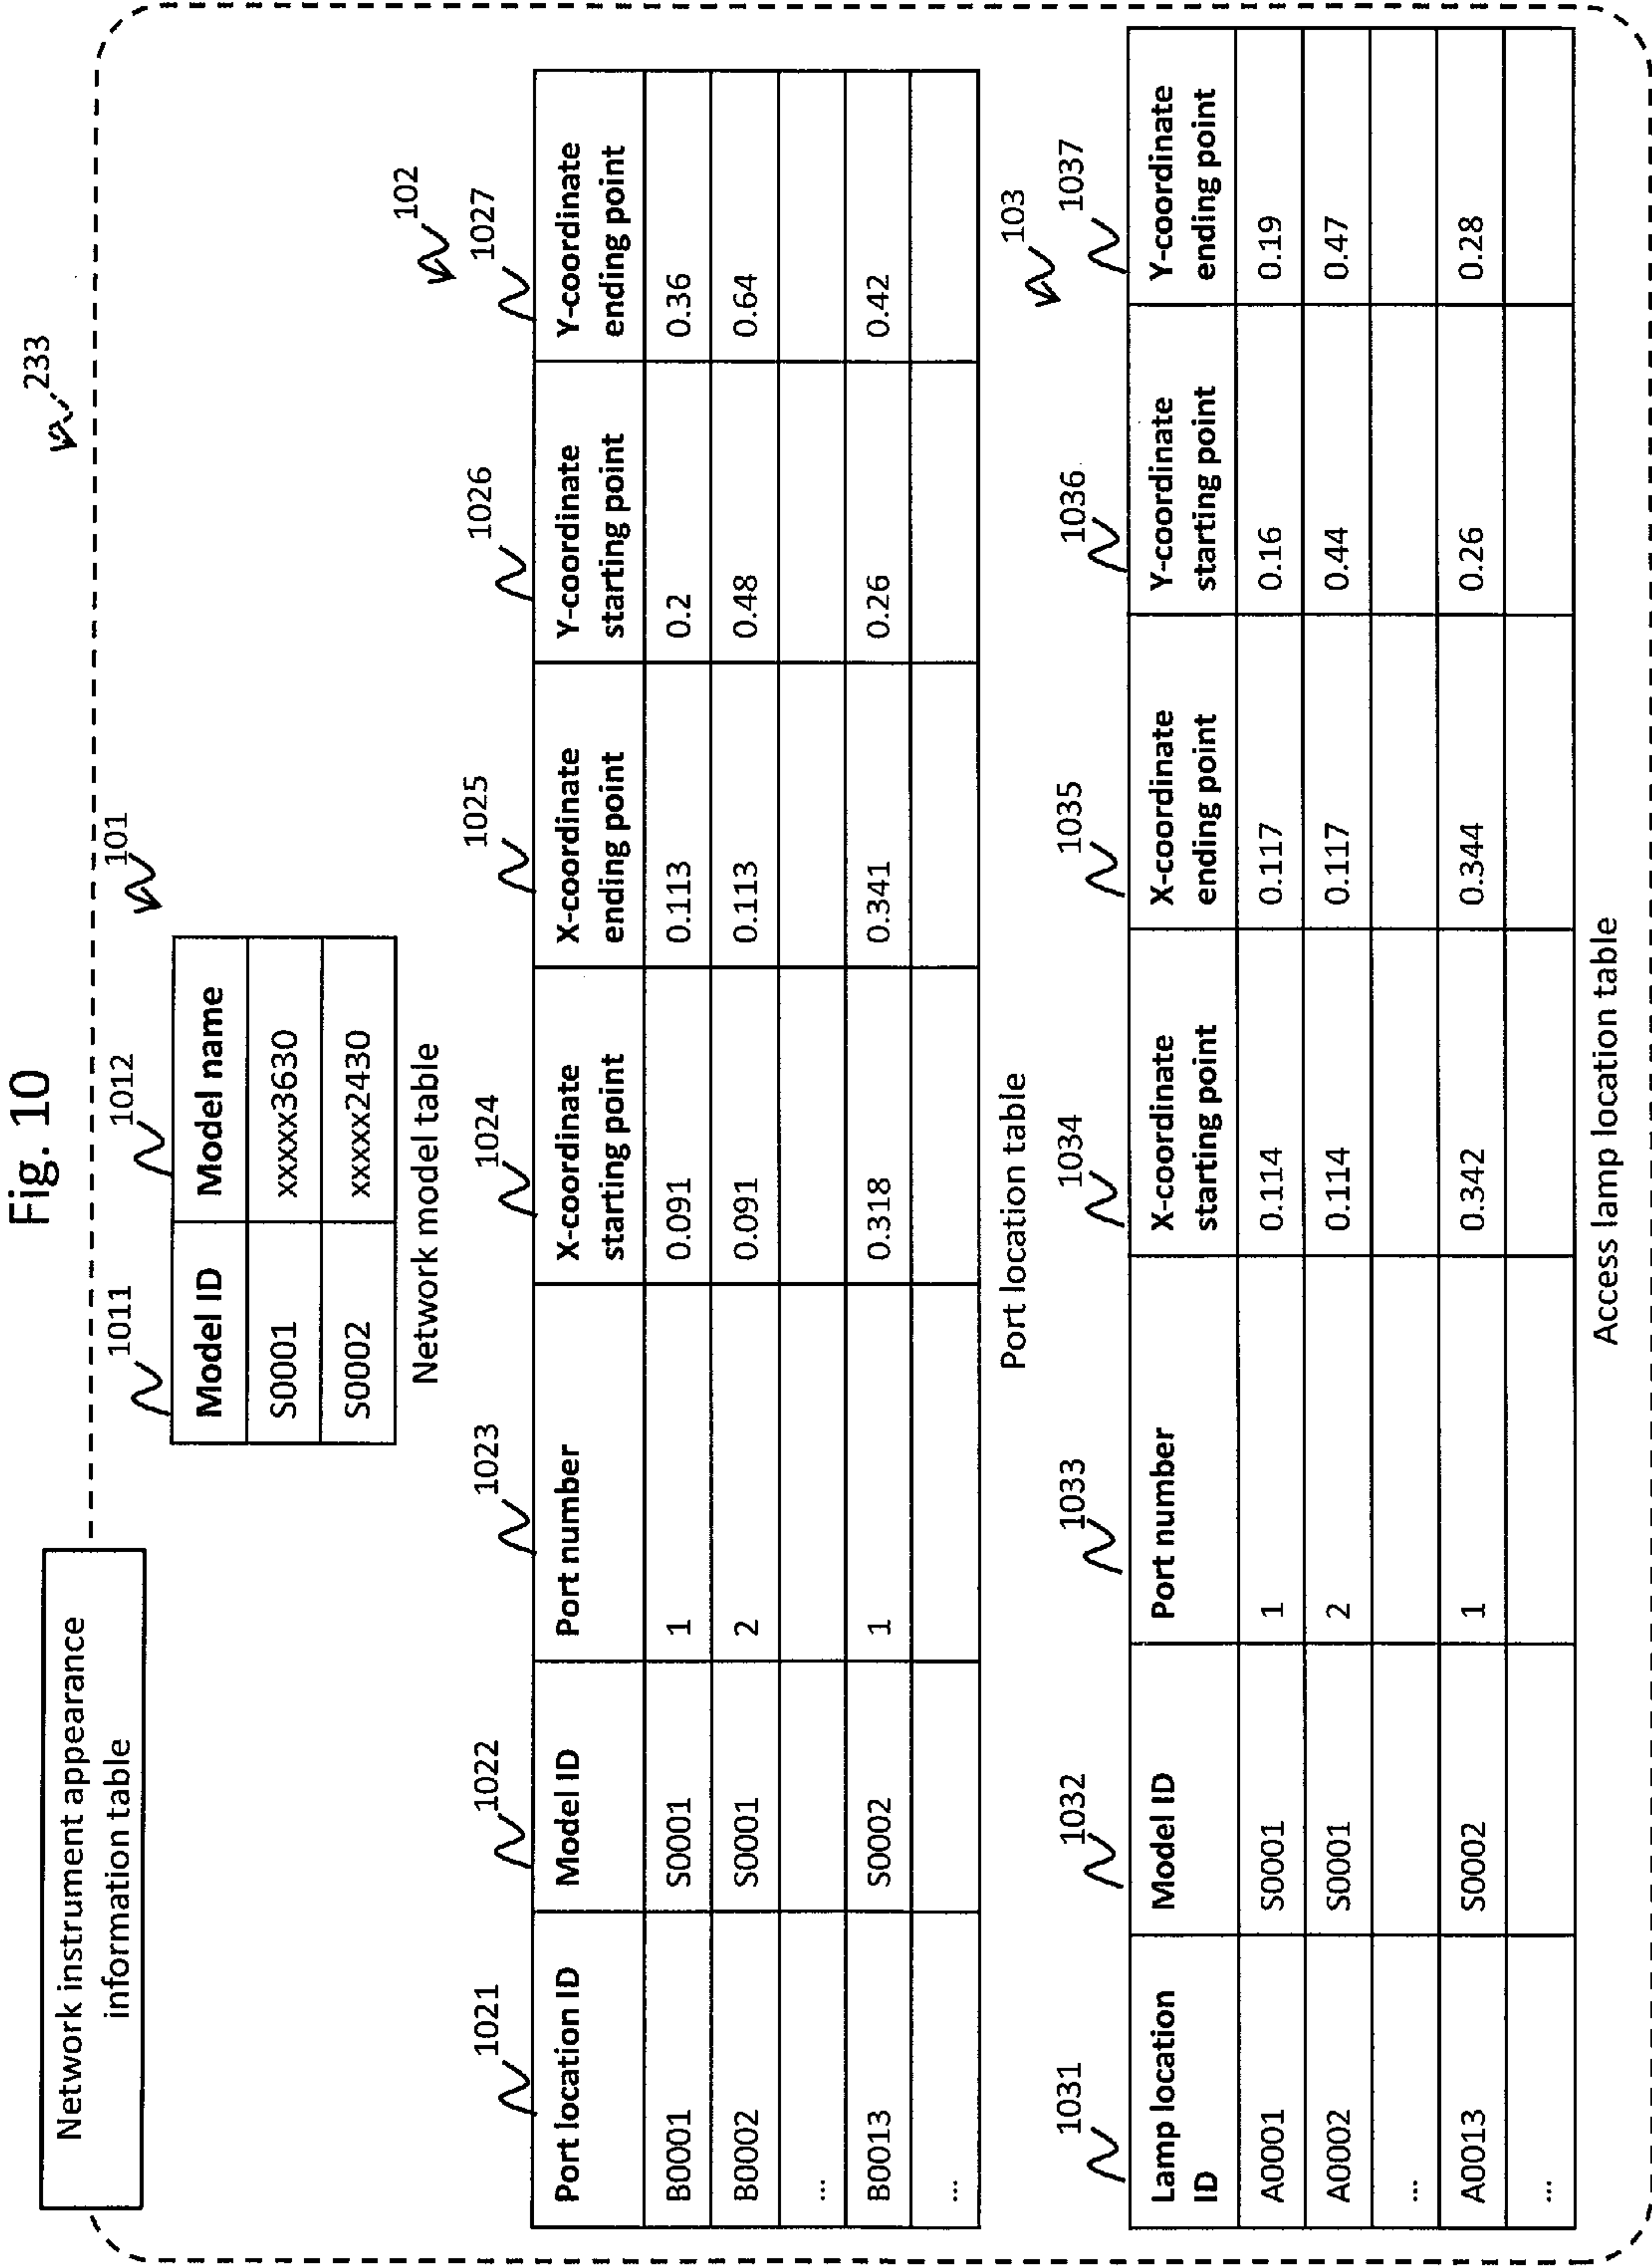 Fig. 10
Network instrument appearance
information table
233
101
1011
1012
Model ID Model name
S0001 xxxxx3630
S0002 xxxxx2430
Network model table
102
1021
1022
1023
1024
1025
1026
1027
Port location ID Model ID Port number X-coordinate starting point X-coordinate ending point Y-coordinate starting point Y-coordinate ending point
B0001 S0001 1 0.091 0.113 0.2 0.36
B0002 S0001 2 0.091 0.113 0.48 0.64
...
B0013 S0002 1 0.318 0.341 0.26 0.42
...
Port location table
103
1031
1032
1033
1034
1035
1036
1037
Lamp location ID Model ID Port number X-coordinate starting point X-coordinate ending point Y-coordinate starting point Y-coordinate ending point
A0001 S0001 1 0.114 0.117 0.16 0.19
A0002 S0001 2 0.114 0.117 0.44 0.47
...
A0013 S0002 1 0.342 0.344 0.26 0.28
...
Access lamp location table